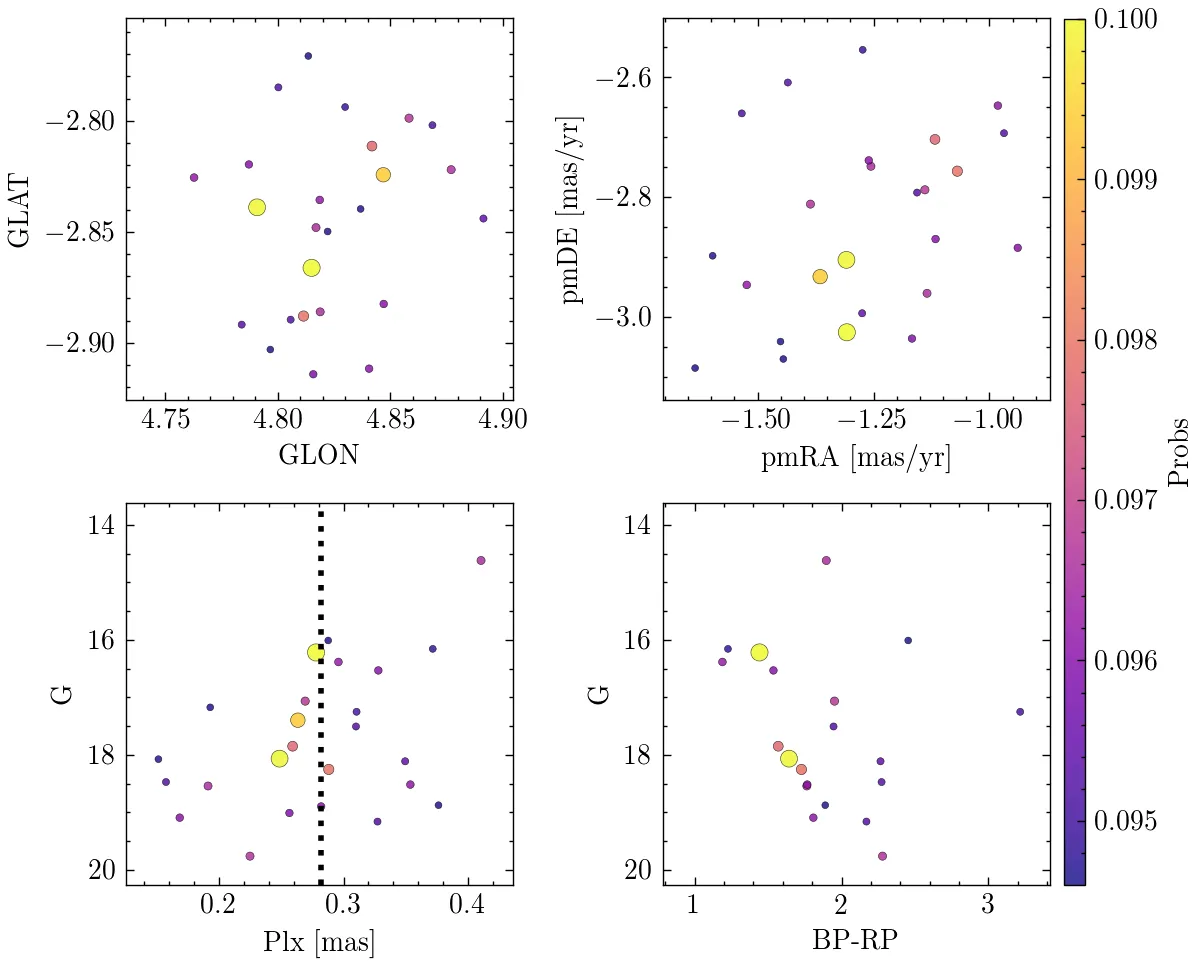 −2.80
−2.85
−2.90
GLAT
4.75 4.80 4.85 4.90
GLON
−2.6
−2.8
−3.0
pmDE [mas/yr]
−1.50 −1.25 −1.00
pmRA [mas/yr]
14
16
18
20
G
0.2 0.3 0.4
Plx [mas]
14
16
18
20
G
1 2 3
BP-RP
0.100
0.099
0.098
0.097
0.096
0.095
Probs